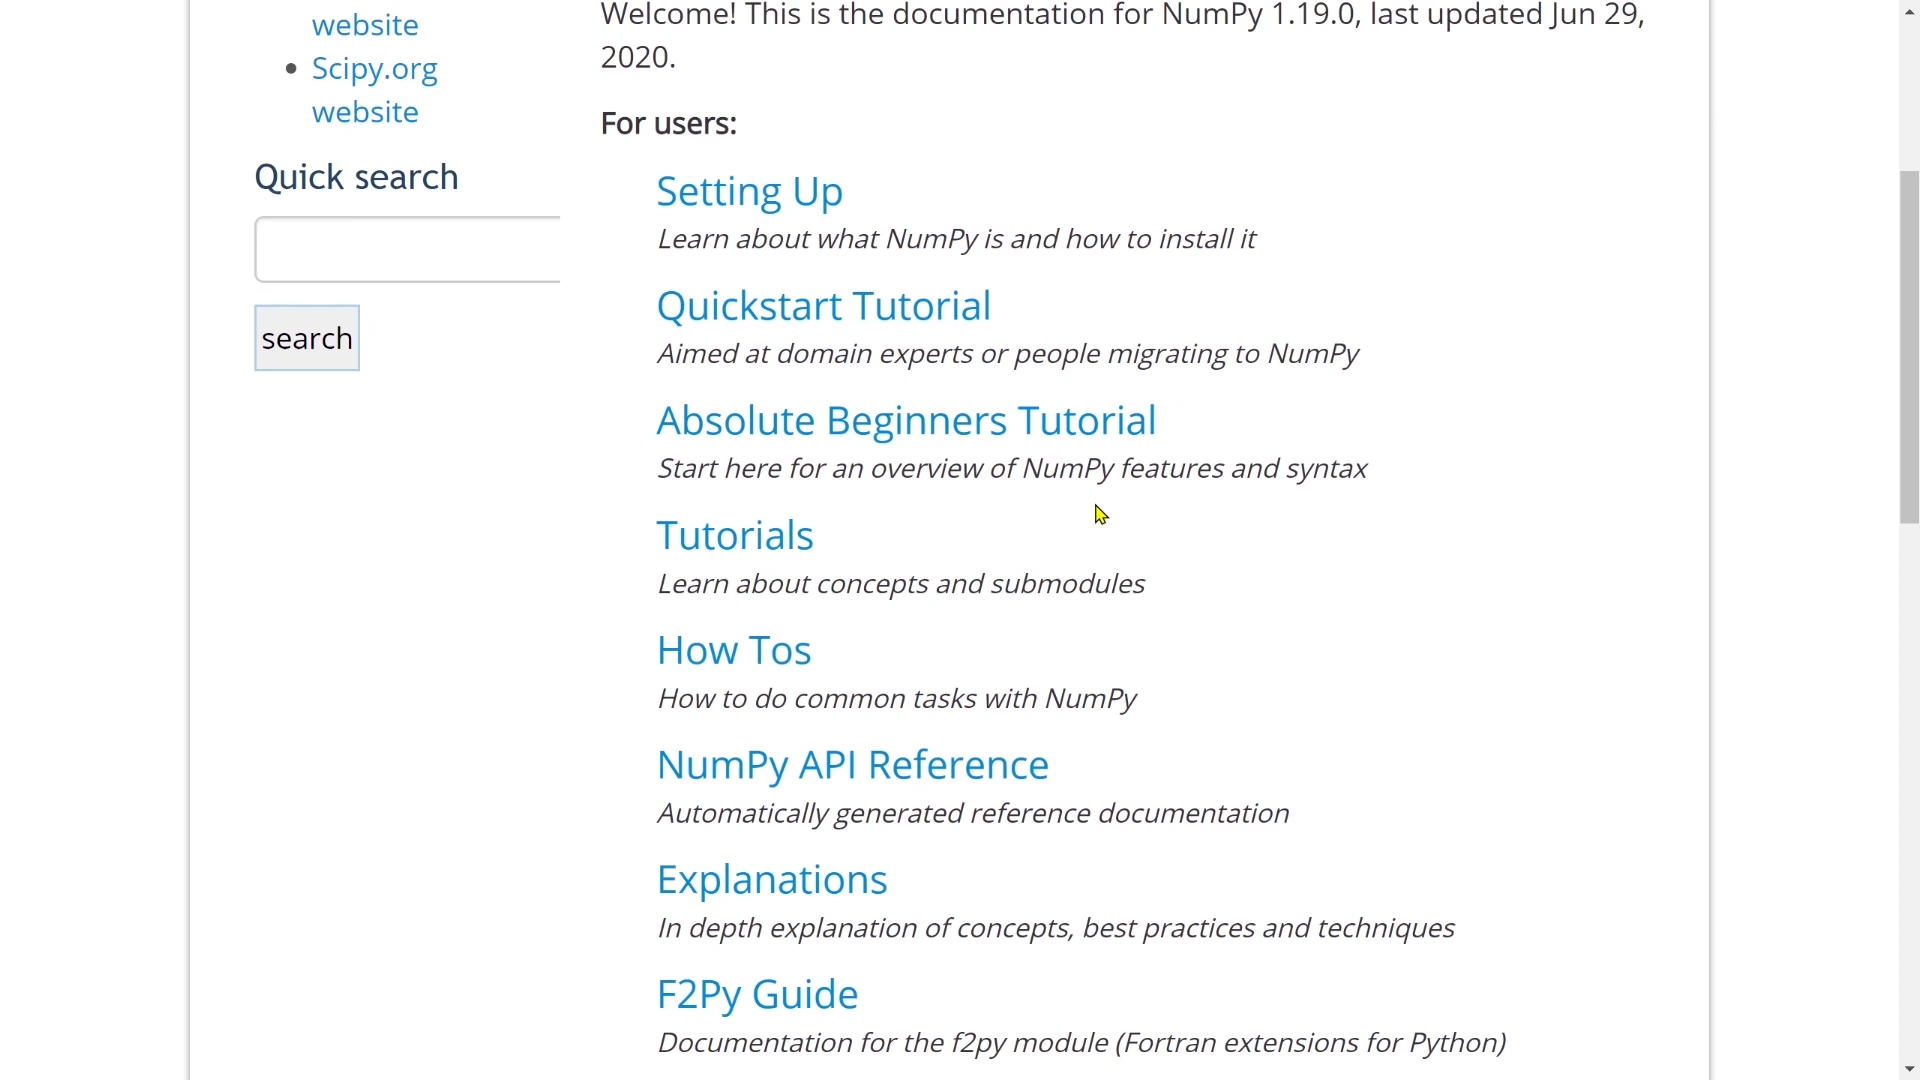 website
Scipy.org
website
Quick search
search
Welcome! This is the documentation for NumPy 1.19.0, last updated Jun 29,
2020.
For users:
Setting Up
Learn about what NumPy is and how to install it
Quickstart Tutorial
Aimed at domain experts or people migrating to NumPy
Absolute Beginners Tutorial
Start here for an overview of NumPy features and syntax
Tutorials
Learn about concepts and submodules
How Tos
How to do common tasks with NumPy
NumPy API Reference
Automatically generated reference documentation
Explanations
In depth explanation of concepts, best practices and techniques
F2Py Guide
Documentation for the f2py module (Fortran extensions for Python)